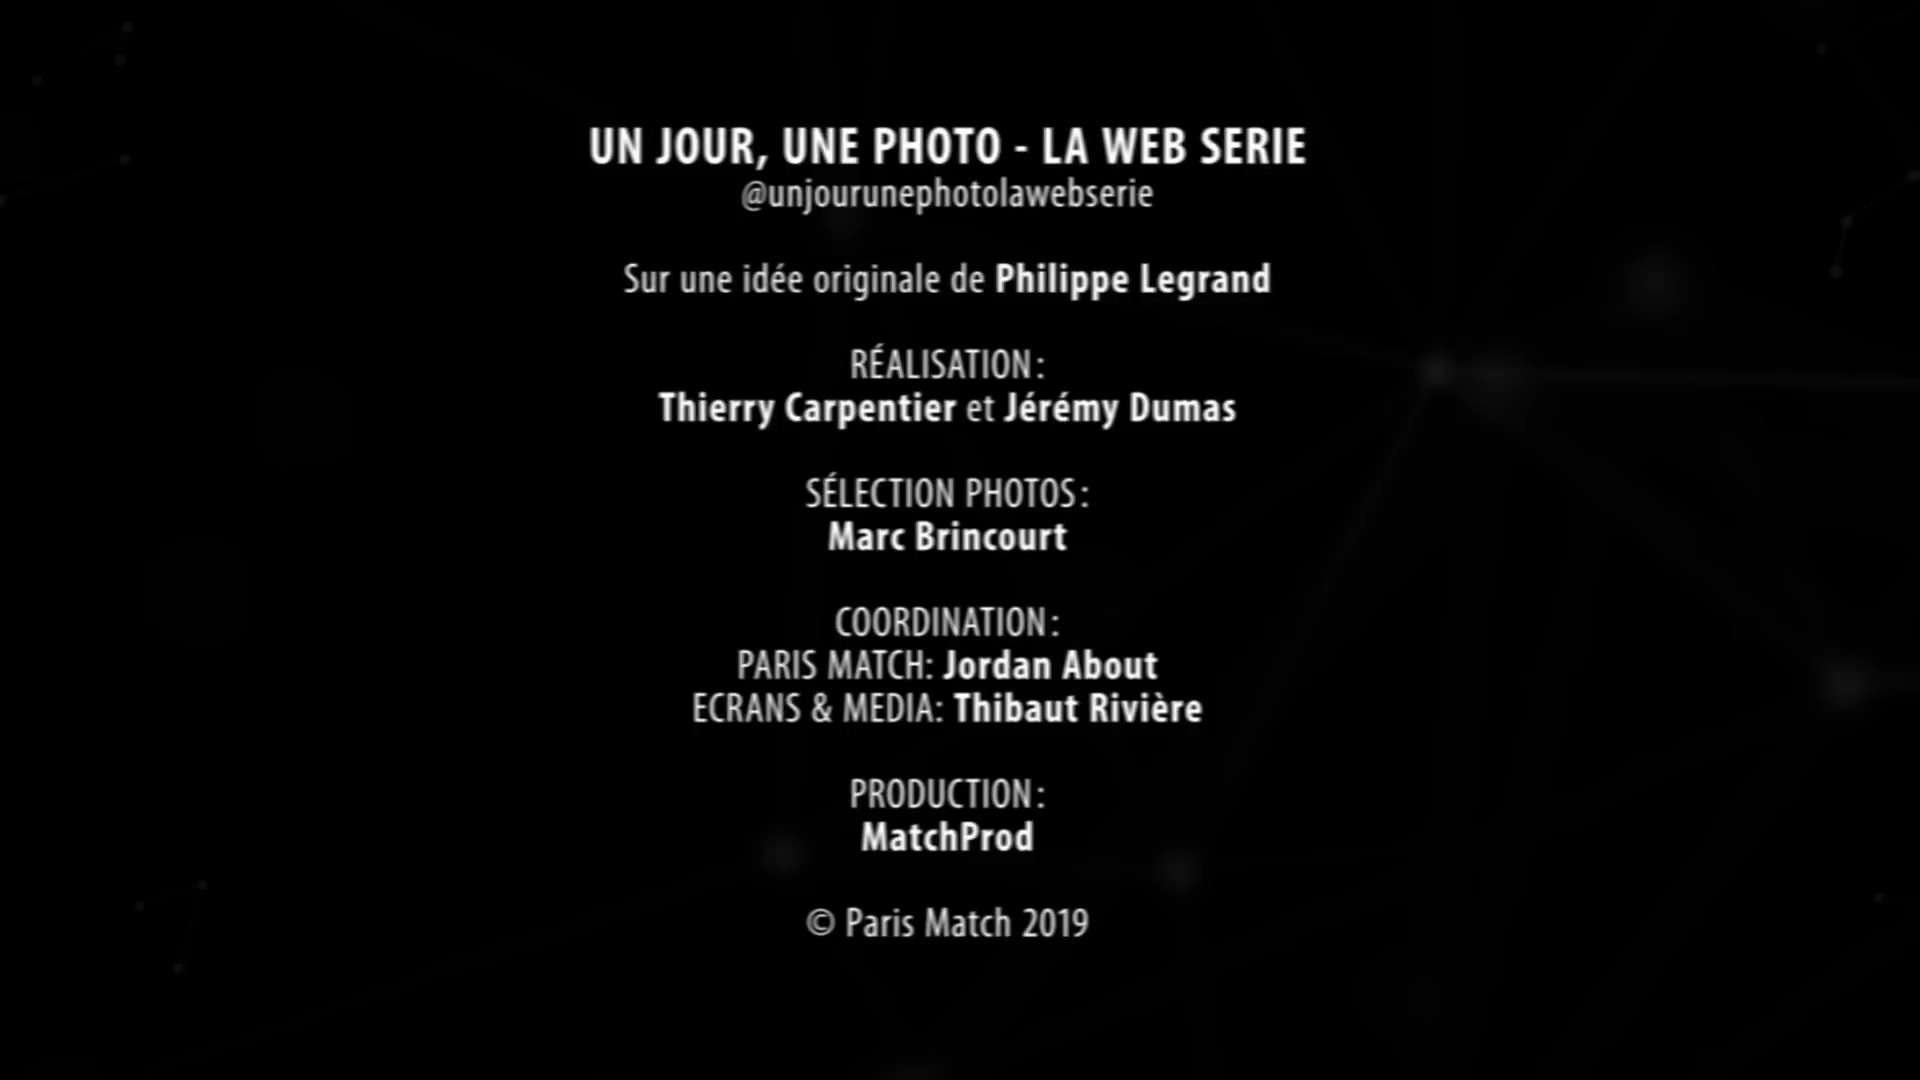 UN JOUR, UNE PHOTO - LA WEB SERIE
@unjourunephotolawebserie
Sur une idée originale de Philippe Legrand
RÉALISATION :
Thierry Carpentier et Jérémy Dumas
SÉLECTION PHOTOS :
Marc Brincourt
COORDINATION :
PARIS MATCH: Jordan About
ECRANS & MEDIA: Thibaut Rivière
PRODUCTION :
MatchProd
© Paris Match 2019